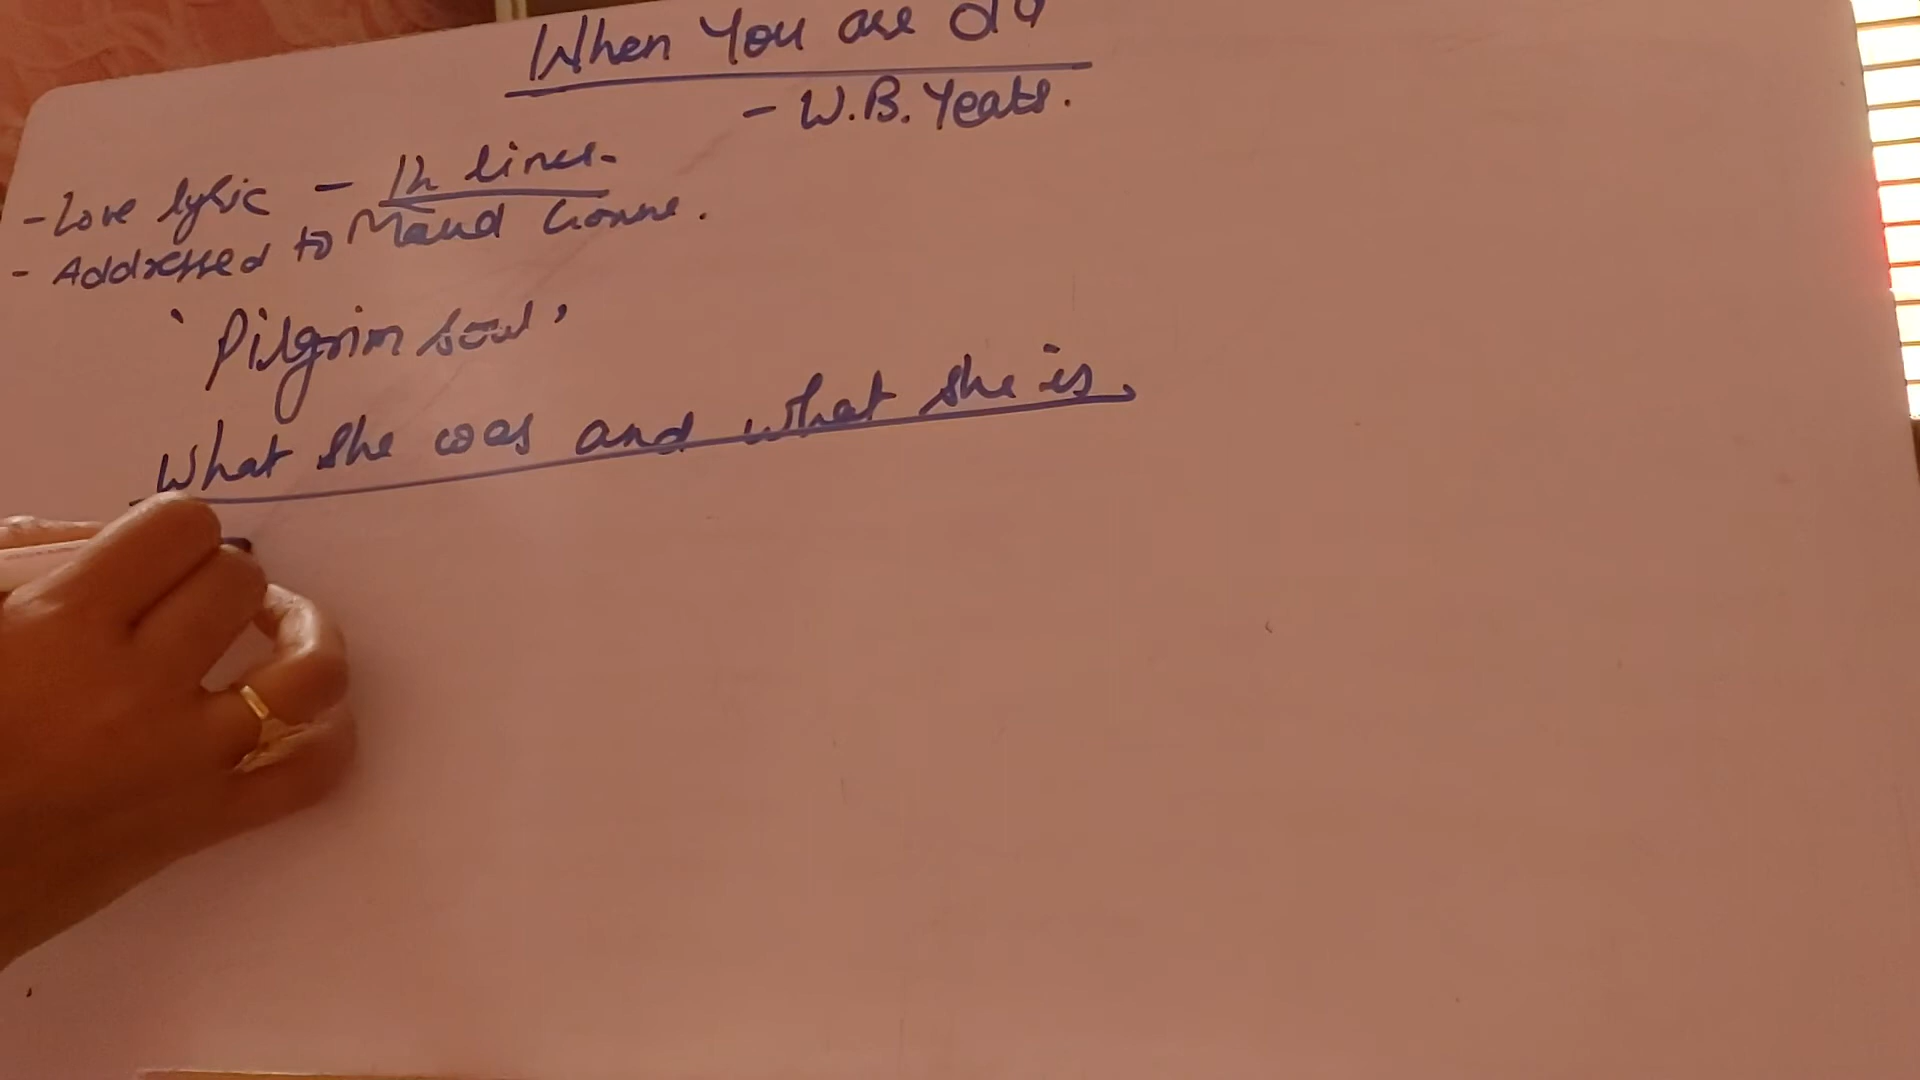 When You are old
- W.B. Yeats.
- Love lyric - 12 lines.
- Addressed to Maud Gonne.
'Pilgrim soul'
What she was and what she is.